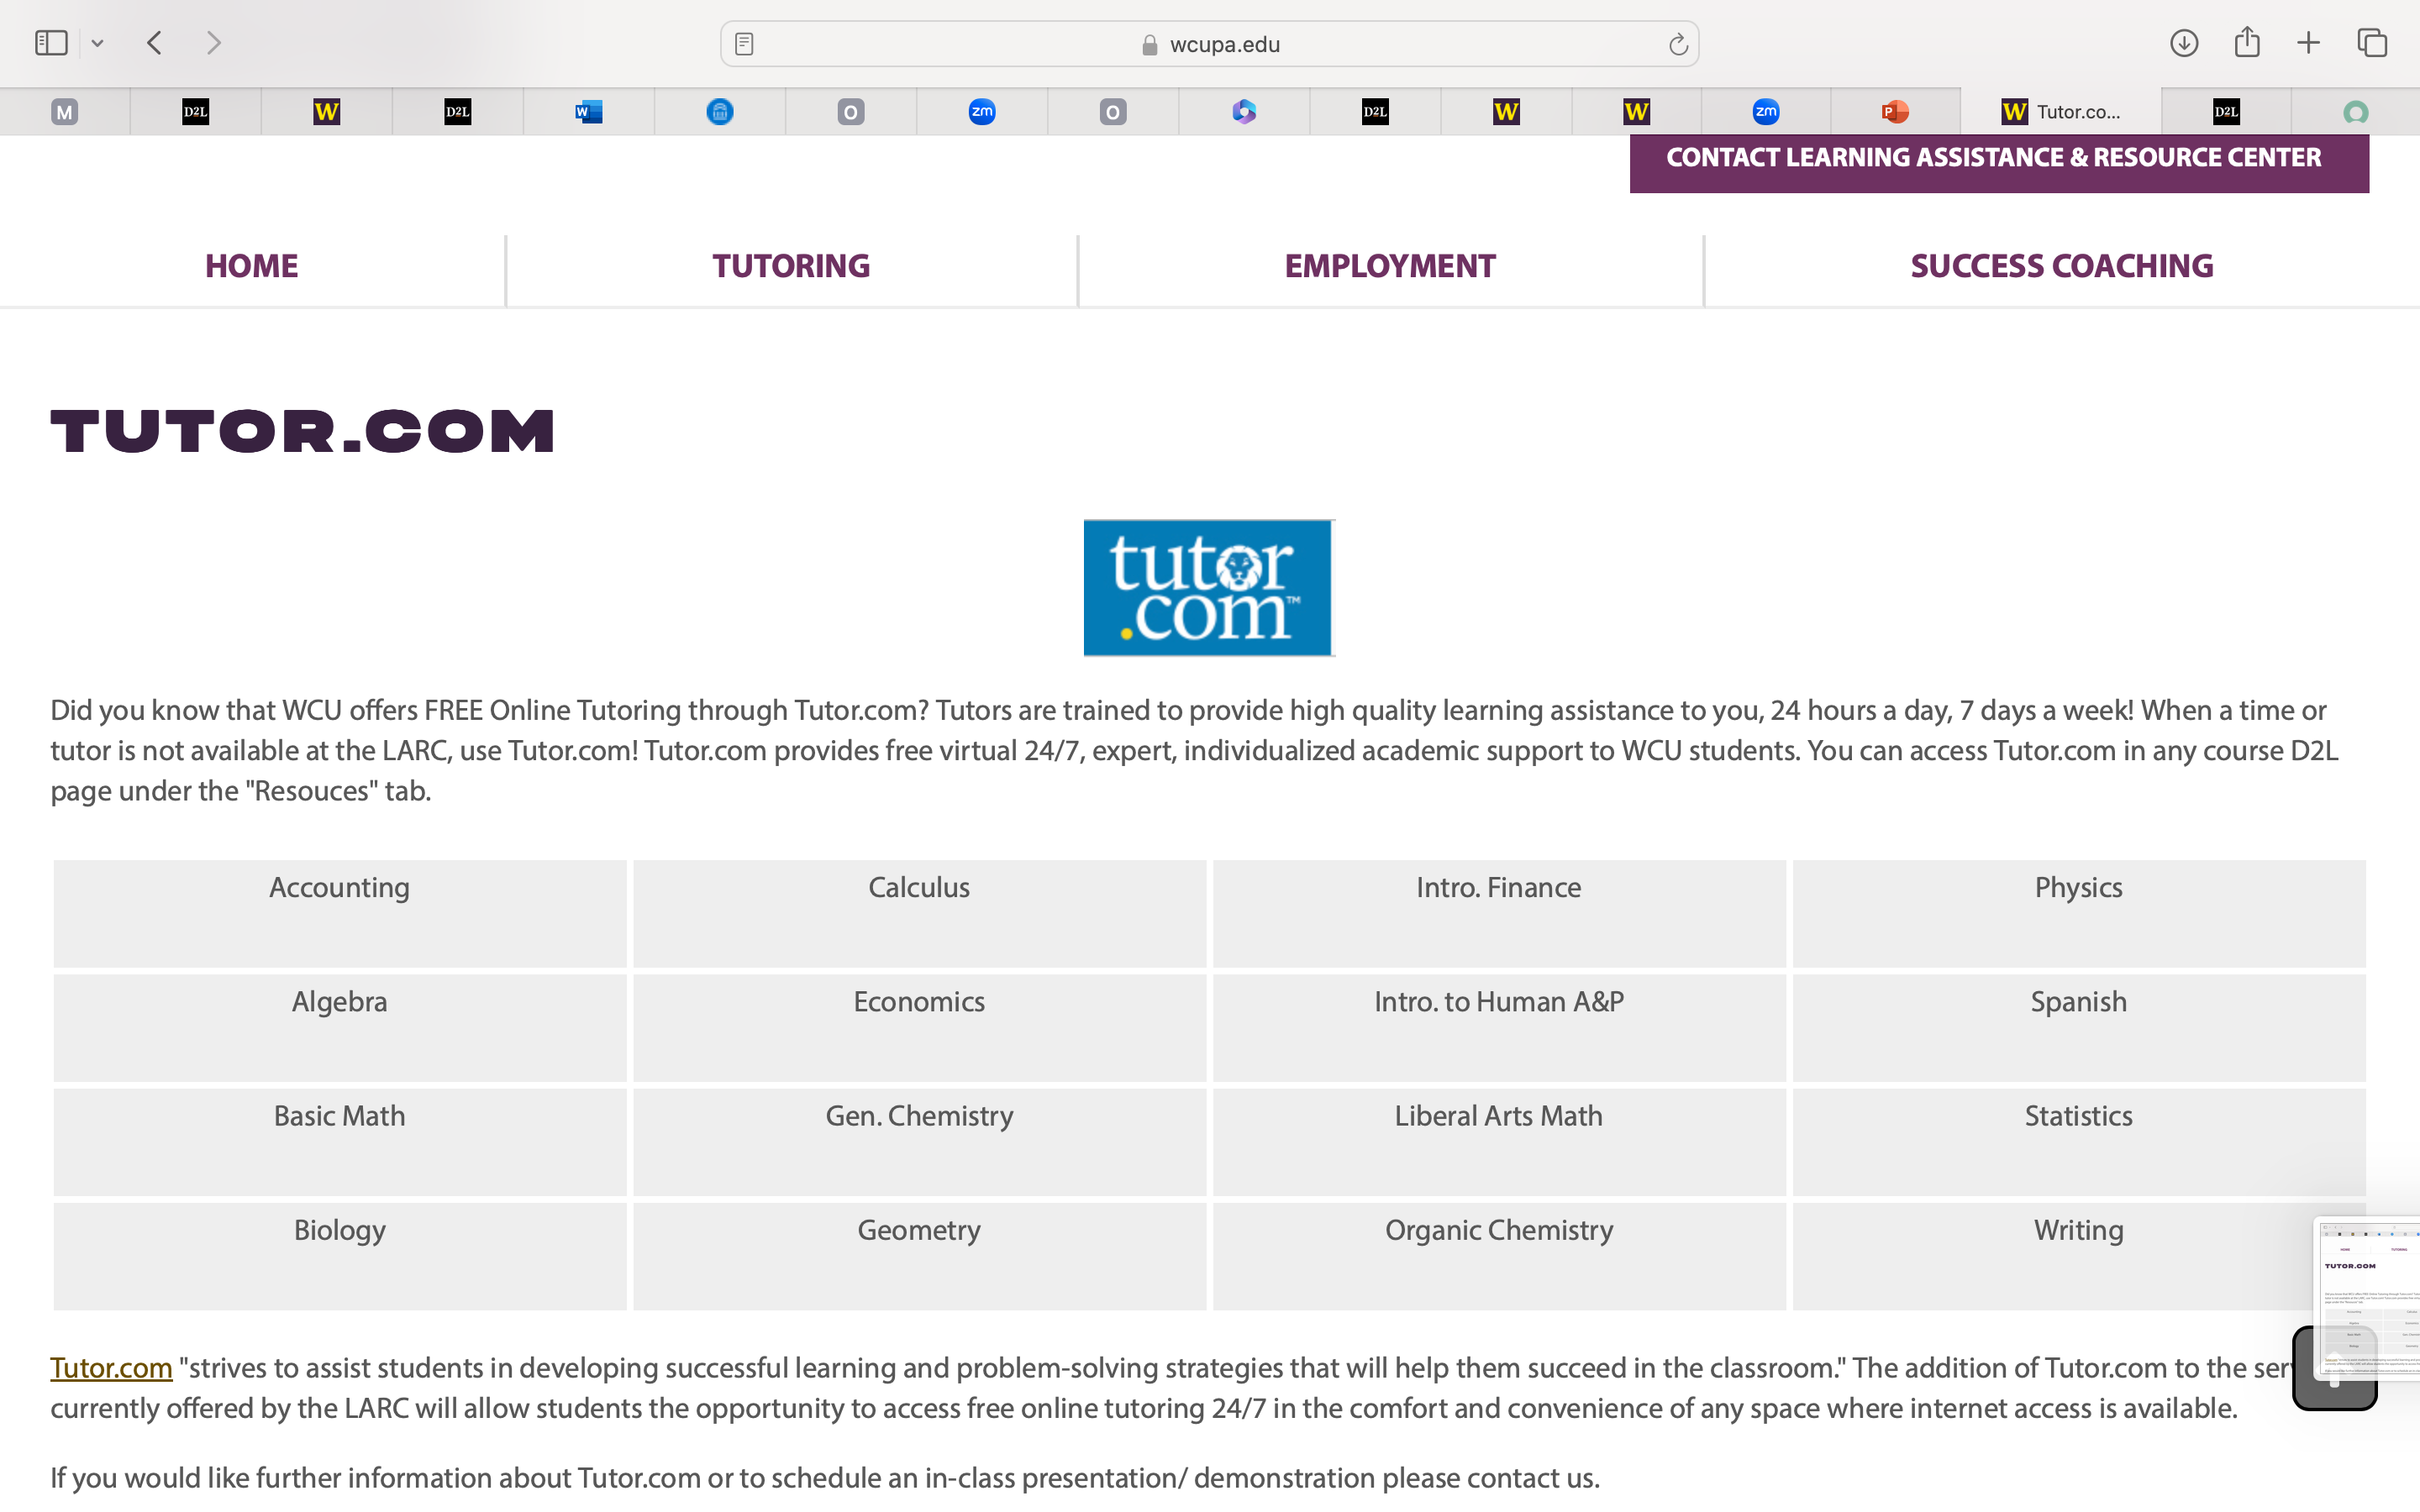 wcupa.edu
M D2L W D2L W O zm O D2L W W zm P W Tutor.co... D2L
CONTACT LEARNING ASSISTANCE & RESOURCE CENTER
HOME TUTORING EMPLOYMENT SUCCESS COACHING
TUTOR.COM
tutor
.com™
Did you know that WCU offers FREE Online Tutoring through Tutor.com? Tutors are trained to provide high quality learning assistance to you, 24 hours a day, 7 days a week! When a time or
tutor is not available at the LARC, use Tutor.com! Tutor.com provides free virtual 24/7, expert, individualized academic support to WCU students. You can access Tutor.com in any course D2L
page under the "Resouces" tab.
Accounting Calculus Intro. Finance Physics
Algebra Economics Intro. to Human A&P Spanish
Basic Math Gen. Chemistry Liberal Arts Math Statistics
Biology Geometry Organic Chemistry Writing
HOME TUTORING
TUTOR.COM
Tutor.com "strives to assist students in developing successful learning and problem-solving strategies that will help them succeed in the classroom." The addition of Tutor.com to the ser
currently offered by the LARC will allow students the opportunity to access free online tutoring 24/7 in the comfort and convenience of any space where internet access is available.
If you would like further information about Tutor.com or to schedule an in-class presentation/ demonstration please contact us.